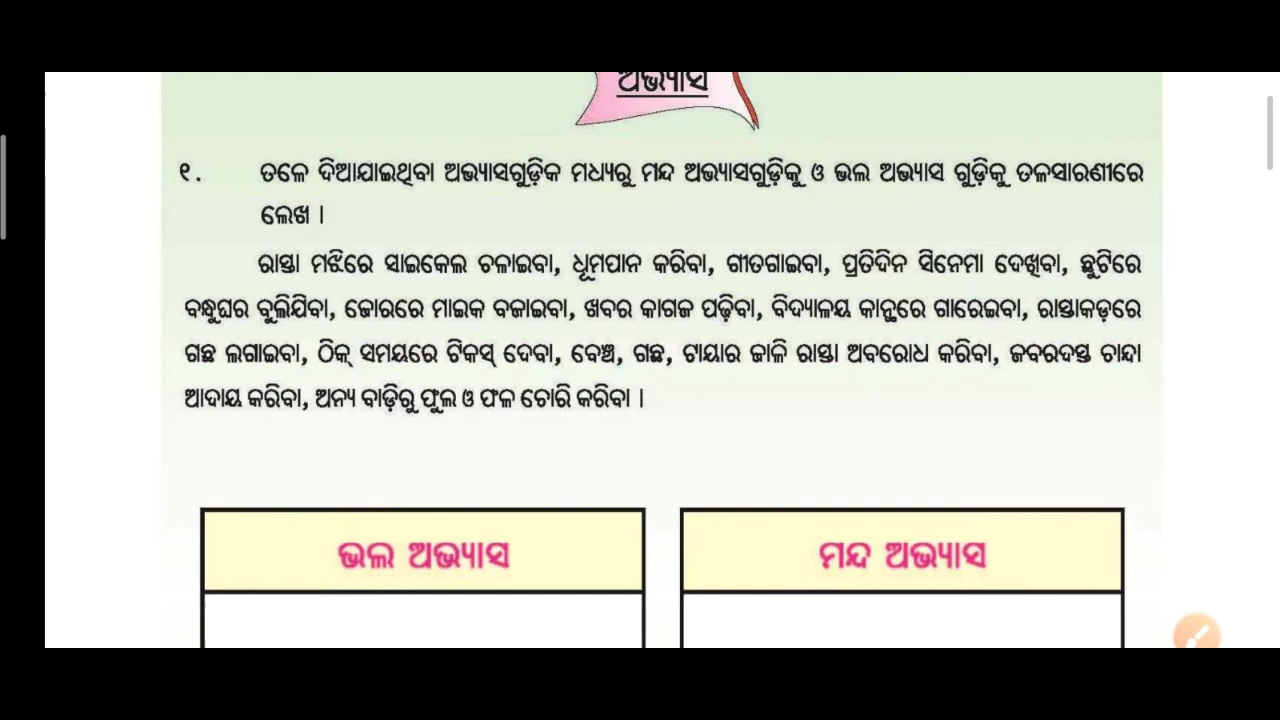 ଅଭ୍ୟାସ
୧. ତଳେ ଦିଆଯାଇଥିବା ଅଭ୍ୟାସଗୁଡ଼ିକ ମଧ୍ୟରୁ ମନ୍ଦ ଅଭ୍ୟାସଗୁଡ଼ିକୁ ଓ ଭଲ ଅଭ୍ୟାସ ଗୁଡ଼ିକୁ ତଳସାରଣୀରେ
ଲେଖ ।
ରାସ୍ତା ମଝିରେ ସାଇକେଲ ଚଳାଇବା, ଧୂମପାନ କରିବା, ଗୀତଗାଇବା, ପ୍ରତିଦିନ ସିନେମା ଦେଖିବା, ଛୁଟିରେ
ବନ୍ଧୁଘର ବୁଲିଯିବା, ଜୋରରେ ମାଇକ ବଜାଇବା, ଖବର କାଗଜ ପଢ଼ିବା, ବିଦ୍ୟାଳୟ କାନ୍ଥରେ ଗାରେଇବା, ରାସ୍ତାକଡ଼ରେ
ଗଛ ଲଗାଇବା, ଠିକ୍ ସମୟରେ ଟିକସ୍ ଦେବା, ବେଞ୍ଚ, ଗଛ, ଟାୟାର ଜାଳି ରାସ୍ତା ଅବରୋଧ କରିବା, ଜବରଦସ୍ତ ଚାନ୍ଦା
ଆଦାୟ କରିବା, ଅନ୍ୟ ବାଡ଼ିରୁ ଫୁଲ ଓ ଫଳ ଚୋରି କରିବା ।
ଭଲ ଅଭ୍ୟାସ
ମନ୍ଦ ଅଭ୍ୟାସ